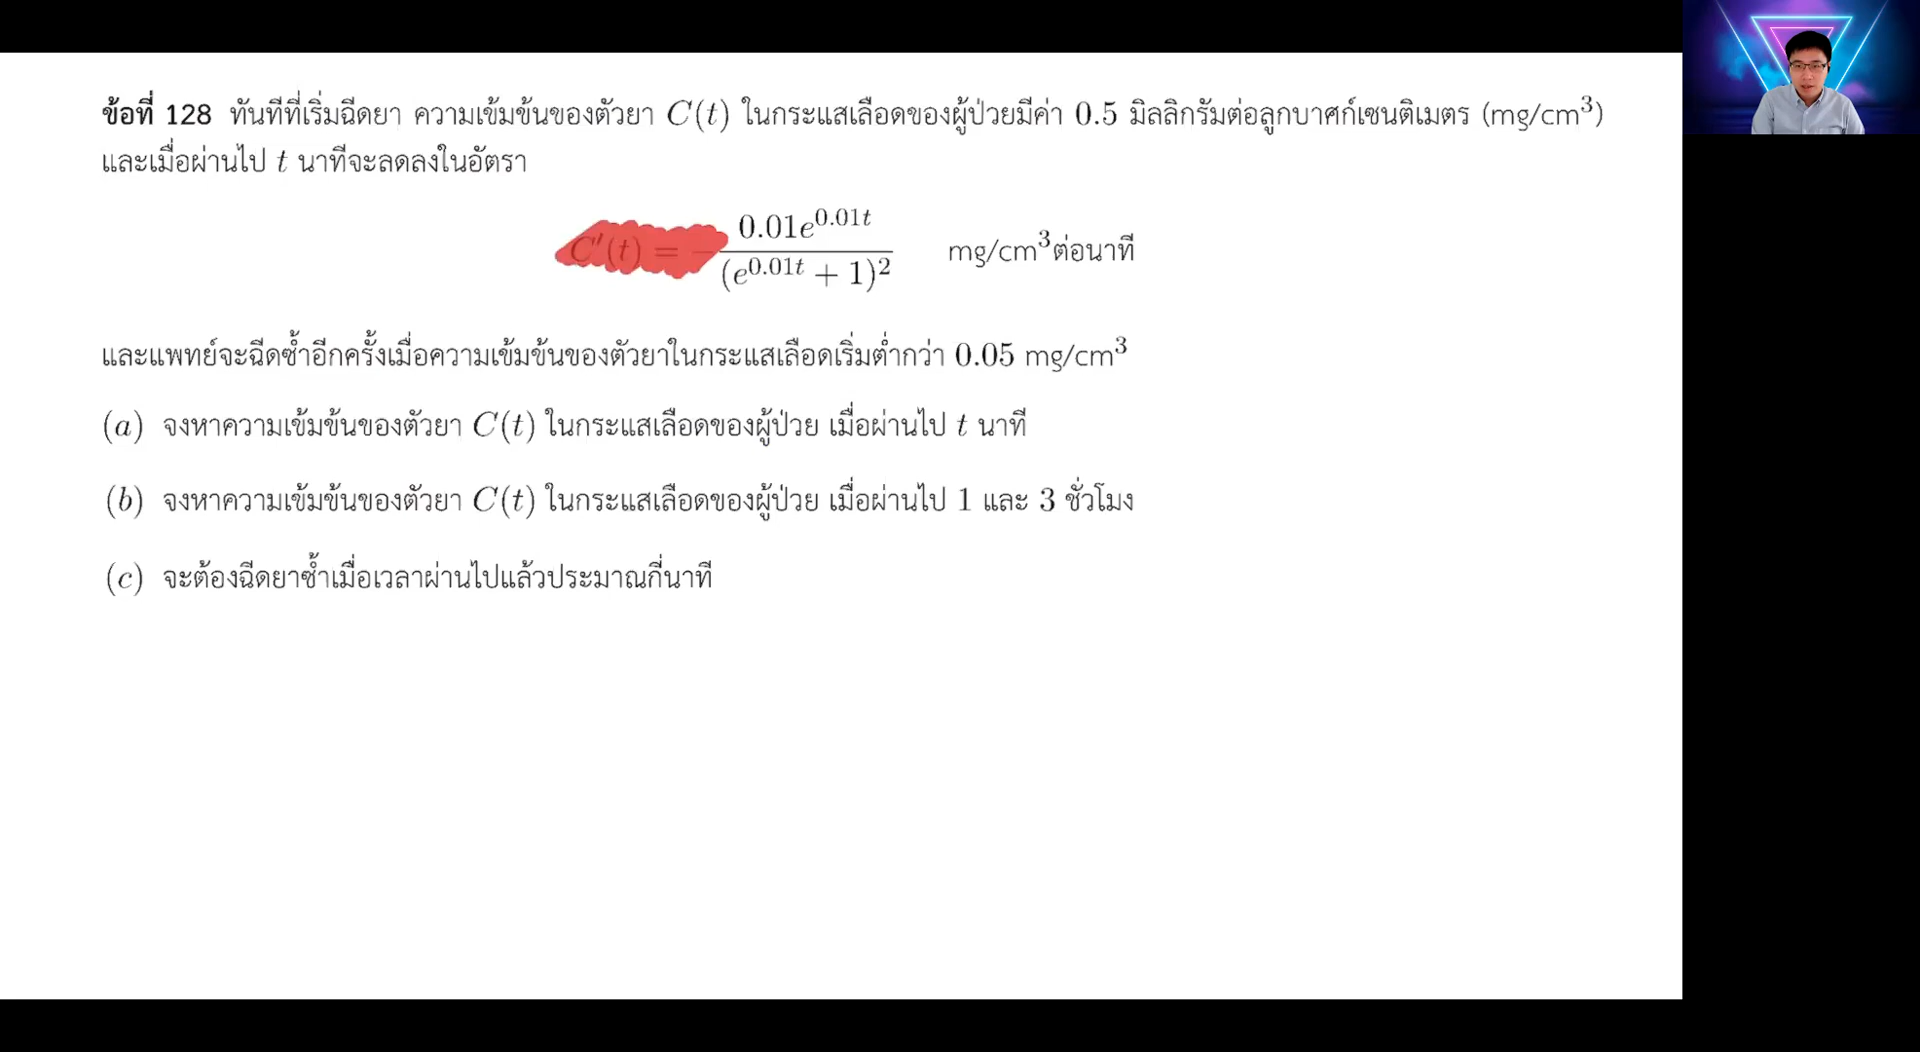 ข้อที่ 128 ทันทีที่เริ่มฉีดยา ความเข้มข้นของตัวยา C(t) ในกระแสเลือดของผู้ป่วยมีค่า 0.5 มิลลิกรัมต่อลูกบาศก์เซนติเมตร (mg/cm³)
และเมื่อผ่านไป t นาทีจะลดลงในอัตรา
C′(t) = −0.01e^{0.01t}/(e^{0.01t} + 1)² mg/cm³ต่อนาที
และแพทย์จะฉีดซ้ำอีกครั้งเมื่อความเข้มข้นของตัวยาในกระแสเลือดเริ่มต่ำกว่า 0.05 mg/cm³
(a) จงหาความเข้มข้นของตัวยา C(t) ในกระแสเลือดของผู้ป่วย เมื่อผ่านไป t นาที
(b) จงหาความเข้มข้นของตัวยา C(t) ในกระแสเลือดของผู้ป่วย เมื่อผ่านไป 1 และ 3 ชั่วโมง
(c) จะต้องฉีดยาซ้ำเมื่อเวลาผ่านไปแล้วประมาณกี่นาที